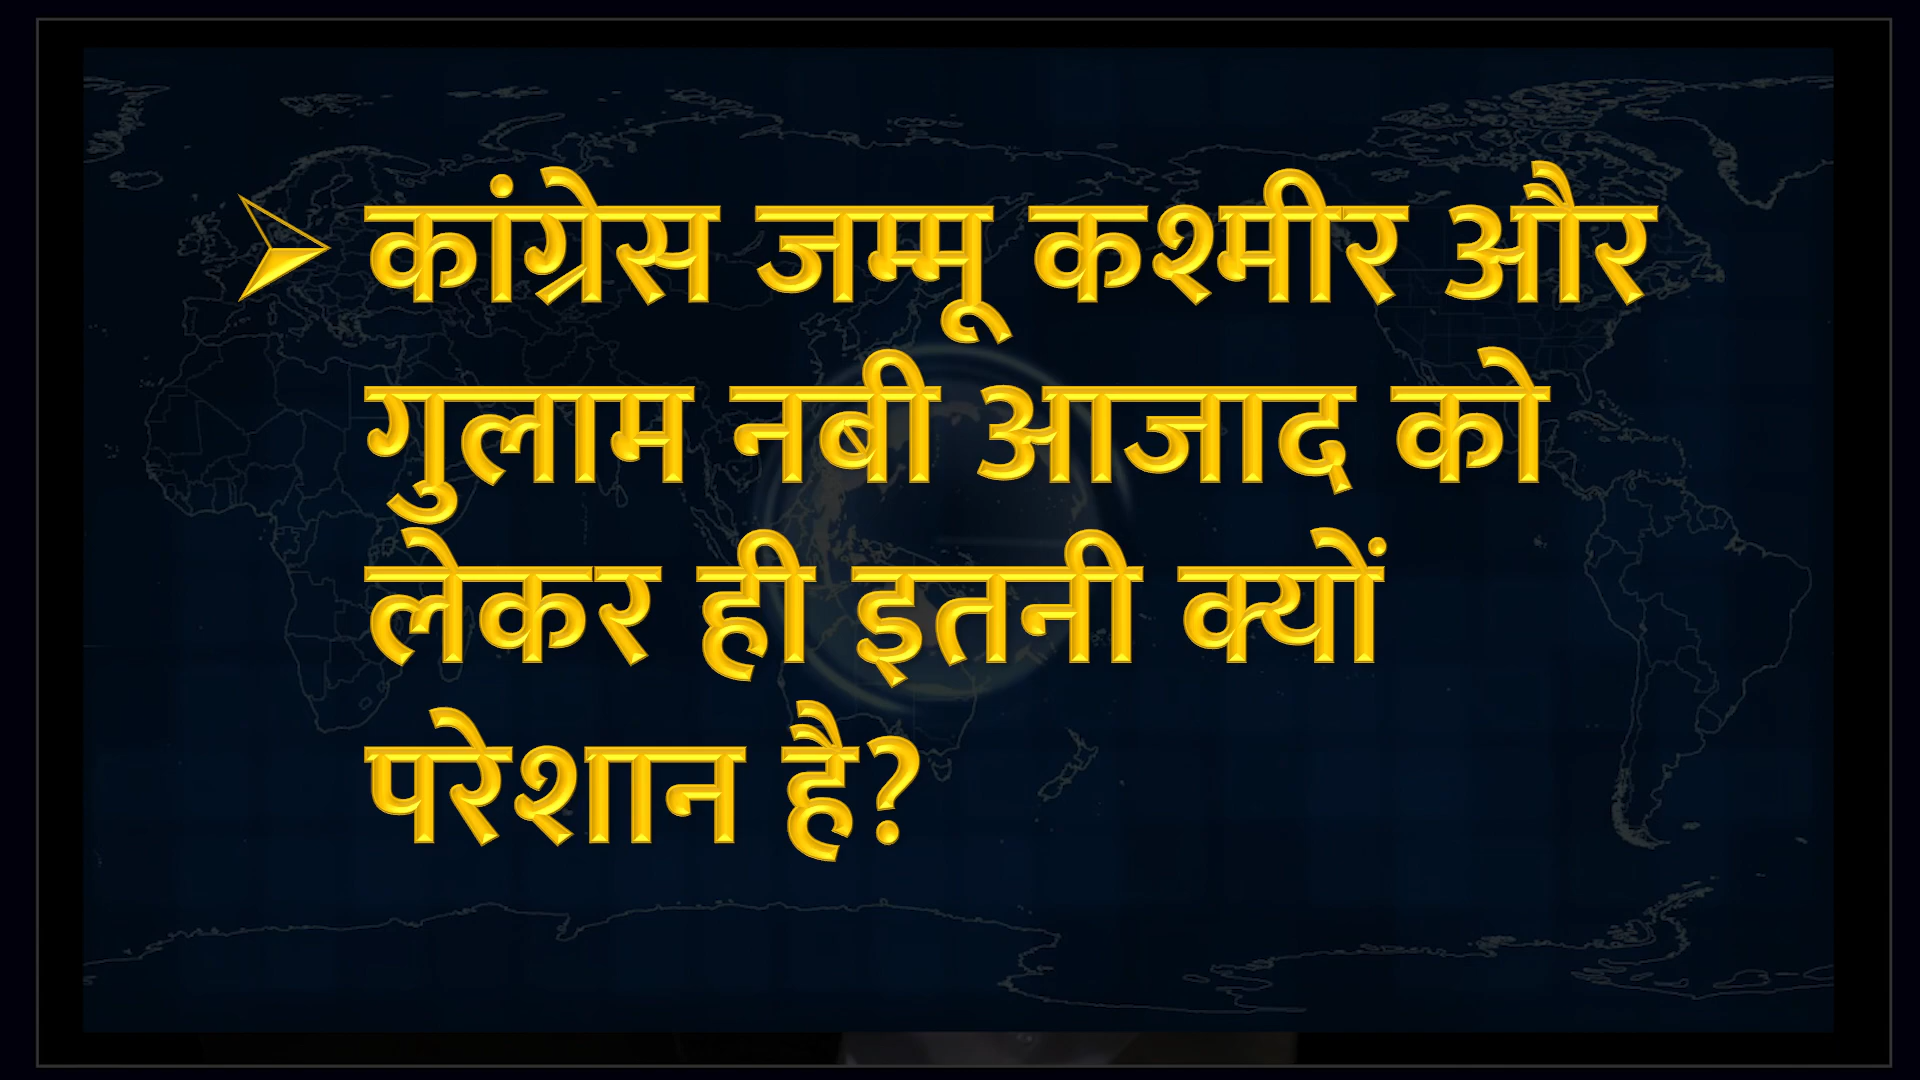 ➢ कांग्रेस जम्मू कश्मीर और
गुलाम नबी आजाद को
लेकर ही इतनी क्यों
परेशान है?